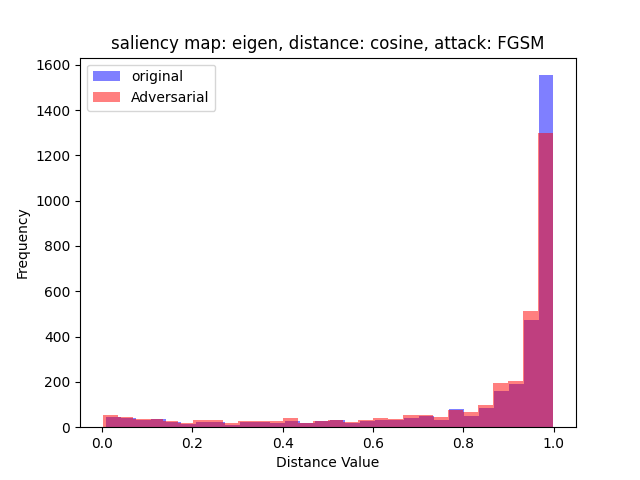 saliency map: eigen, distance: cosine, attack: FGSM
original
Adversarial
Frequency
1600
1400
1200
1000
800
600
400
200
0
0.0 0.2 0.4 0.6 0.8 1.0
Distance Value